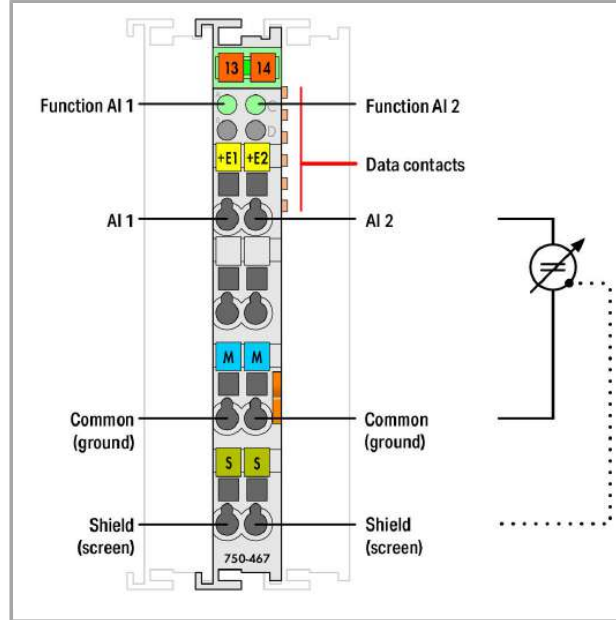 13 14
Function AI 1
A C
Function AI 2
D
+E1 +E2
Data contacts
AI 1
AI 2
M M
Common
(ground)
Common
(ground)
S S
Shield
(screen)
Shield
(screen)
750-467